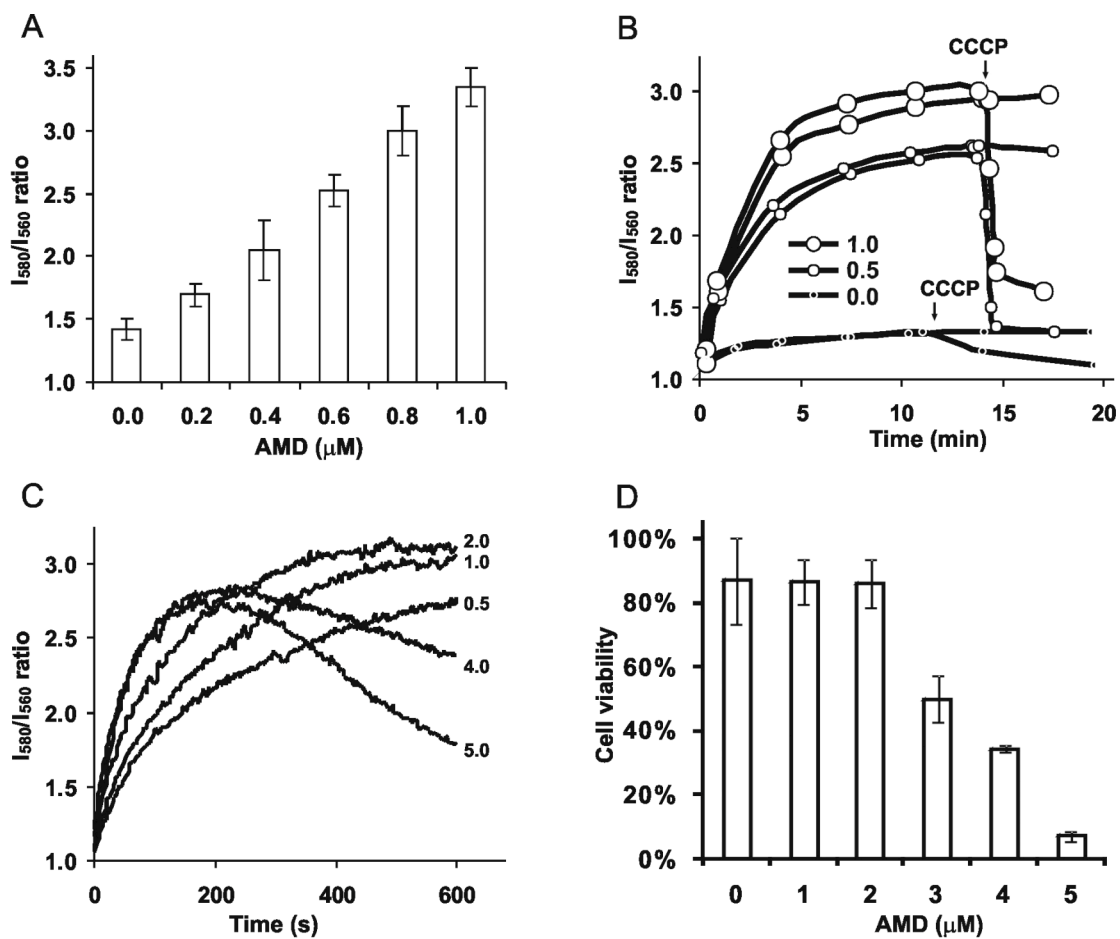 A
I580/I560 ratio
3.5
3.0
2.5
2.0
1.5
1.0
0.0 0.2 0.4 0.6 0.8 1.0
AMD (μM)
B
I580/I560 ratio
CCCP
3.0
2.5
2.0
1.5
1.0
1.0
0.5
0.0
CCCP
0 5 10 15 20
Time (min)
C
I580/I560 ratio
3.0
2.5
2.0
1.5
1.0
2.0
1.0
0.5
4.0
5.0
0 200 400 600
Time (s)
D
Cell viability
100%
80%
60%
40%
20%
0%
0 1 2 3 4 5
AMD (μM)